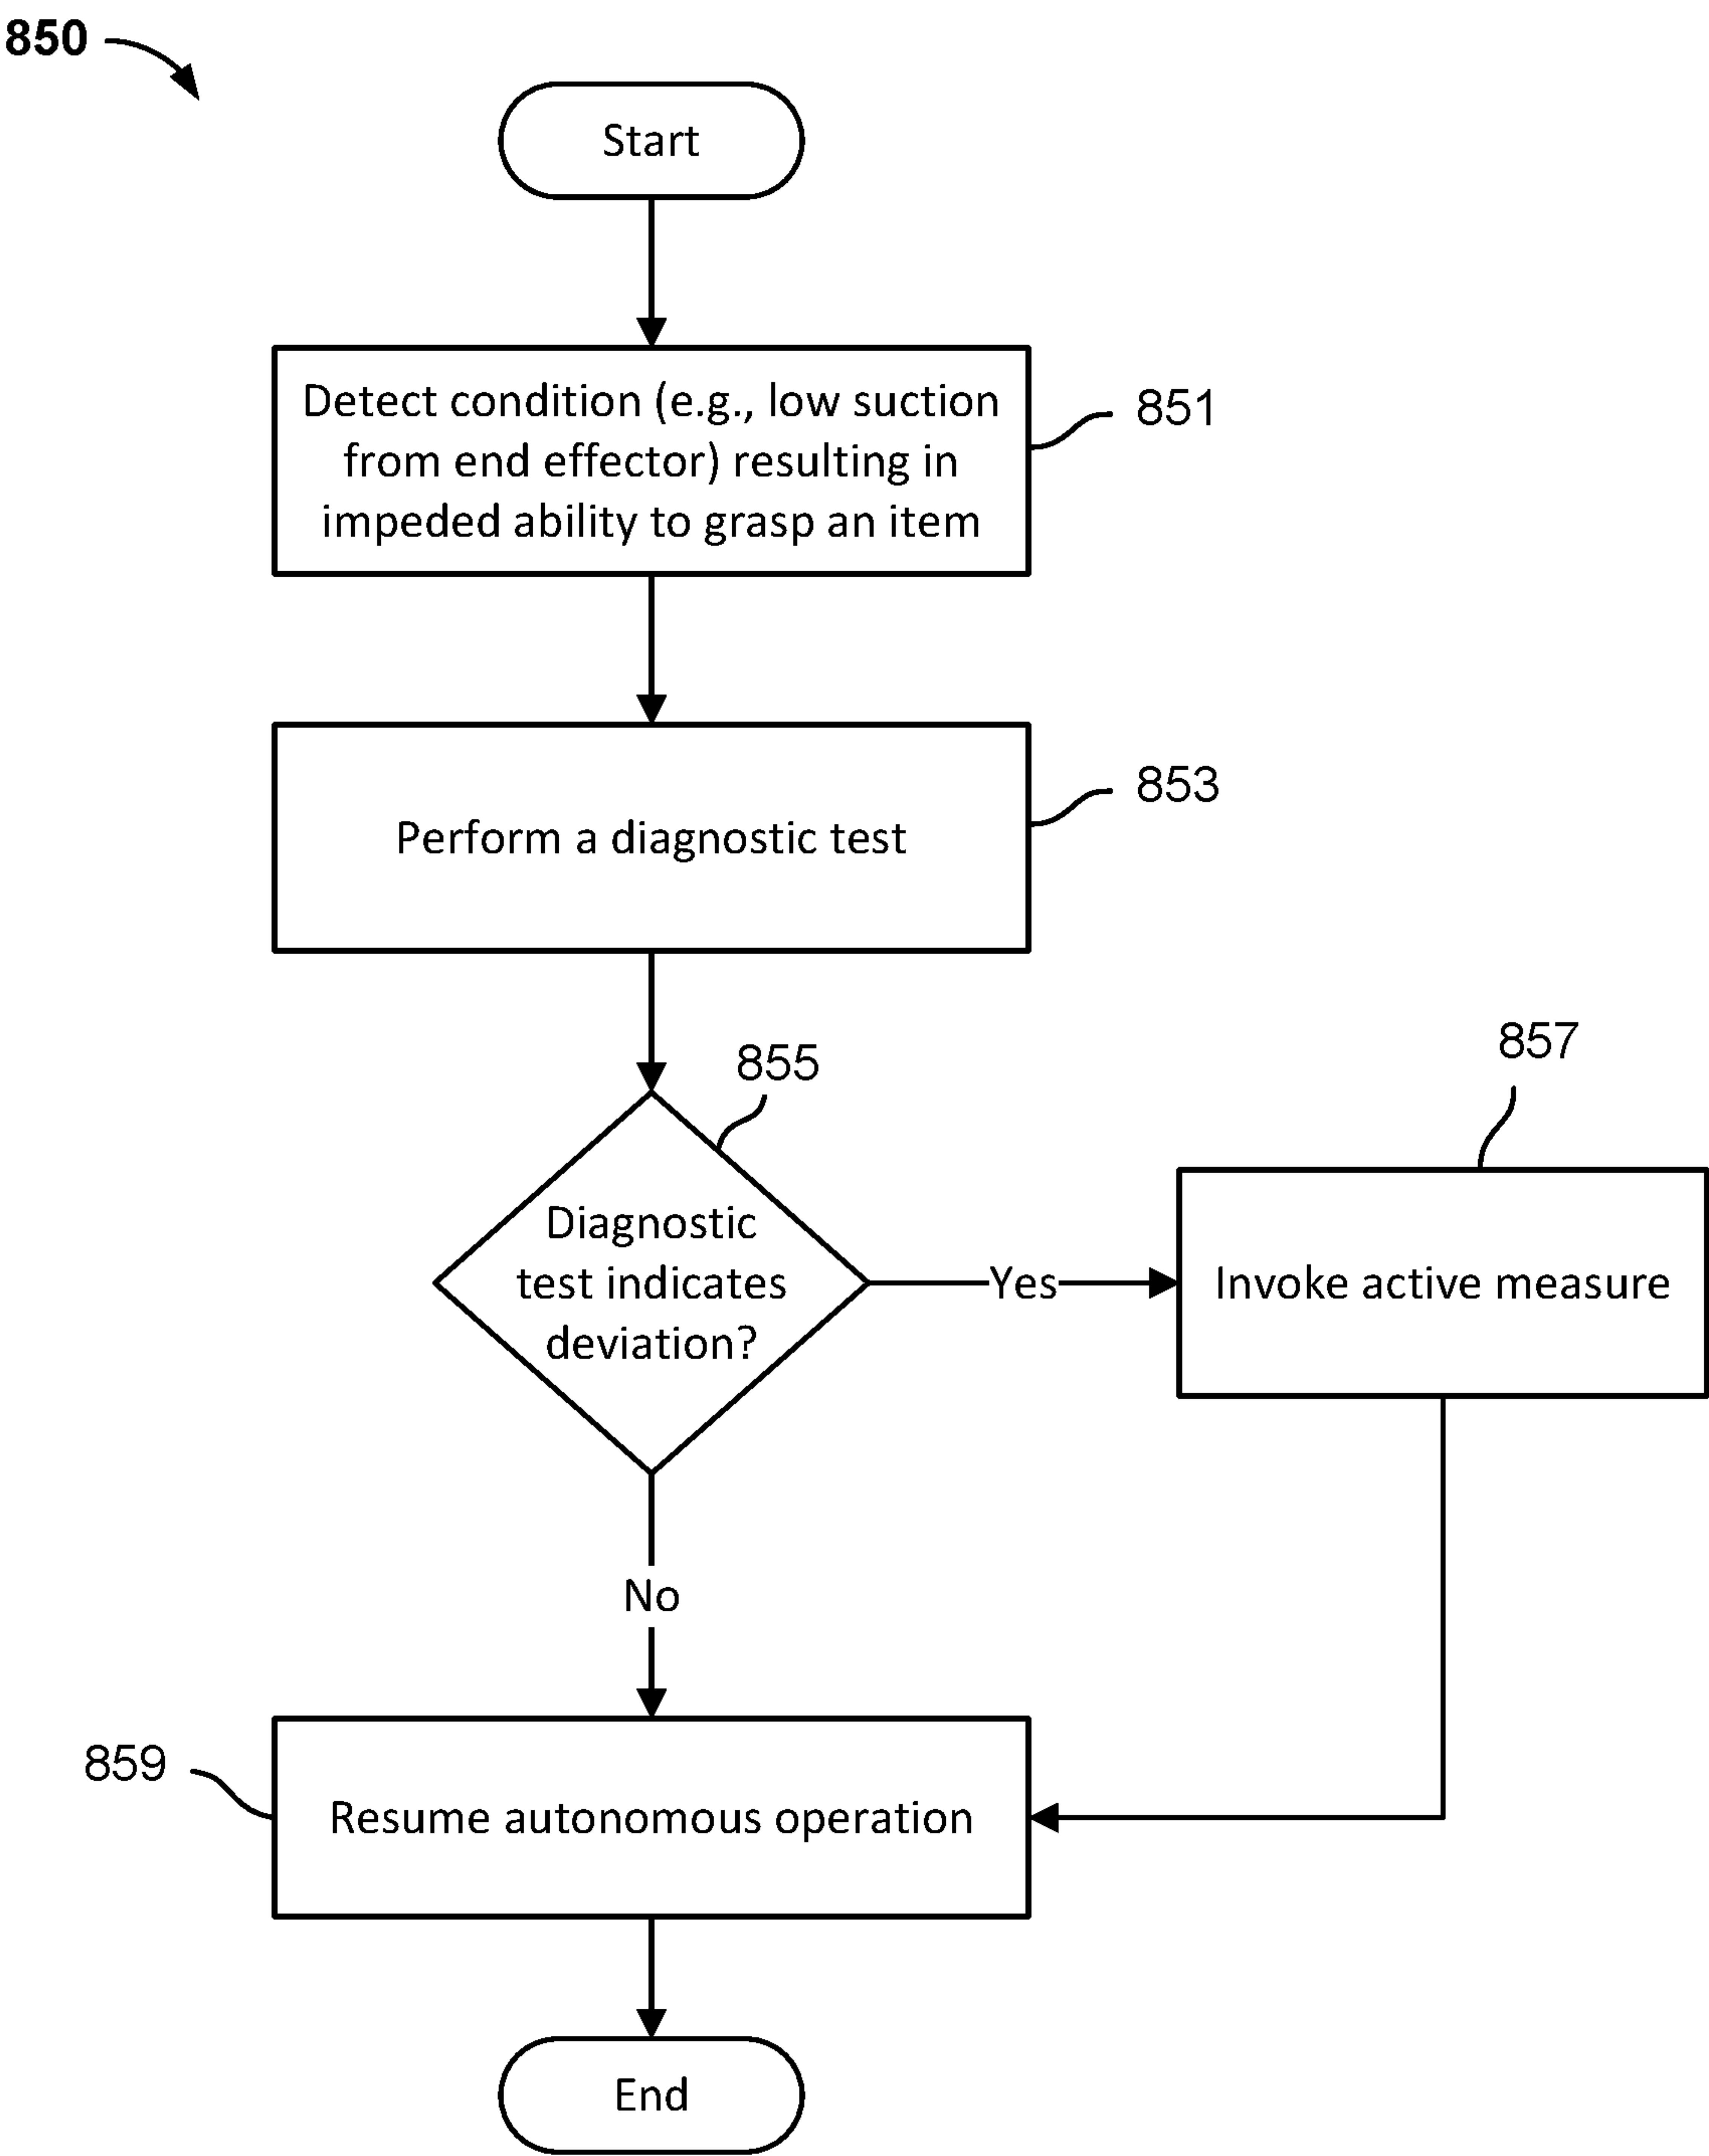 850
Start
Detect condition (e.g., low suction
from end effector) resulting in
impeded ability to grasp an item
851
Perform a diagnostic test
853
855
Diagnostic
test indicates
deviation?
Yes
857
Invoke active measure
No
859
Resume autonomous operation
End